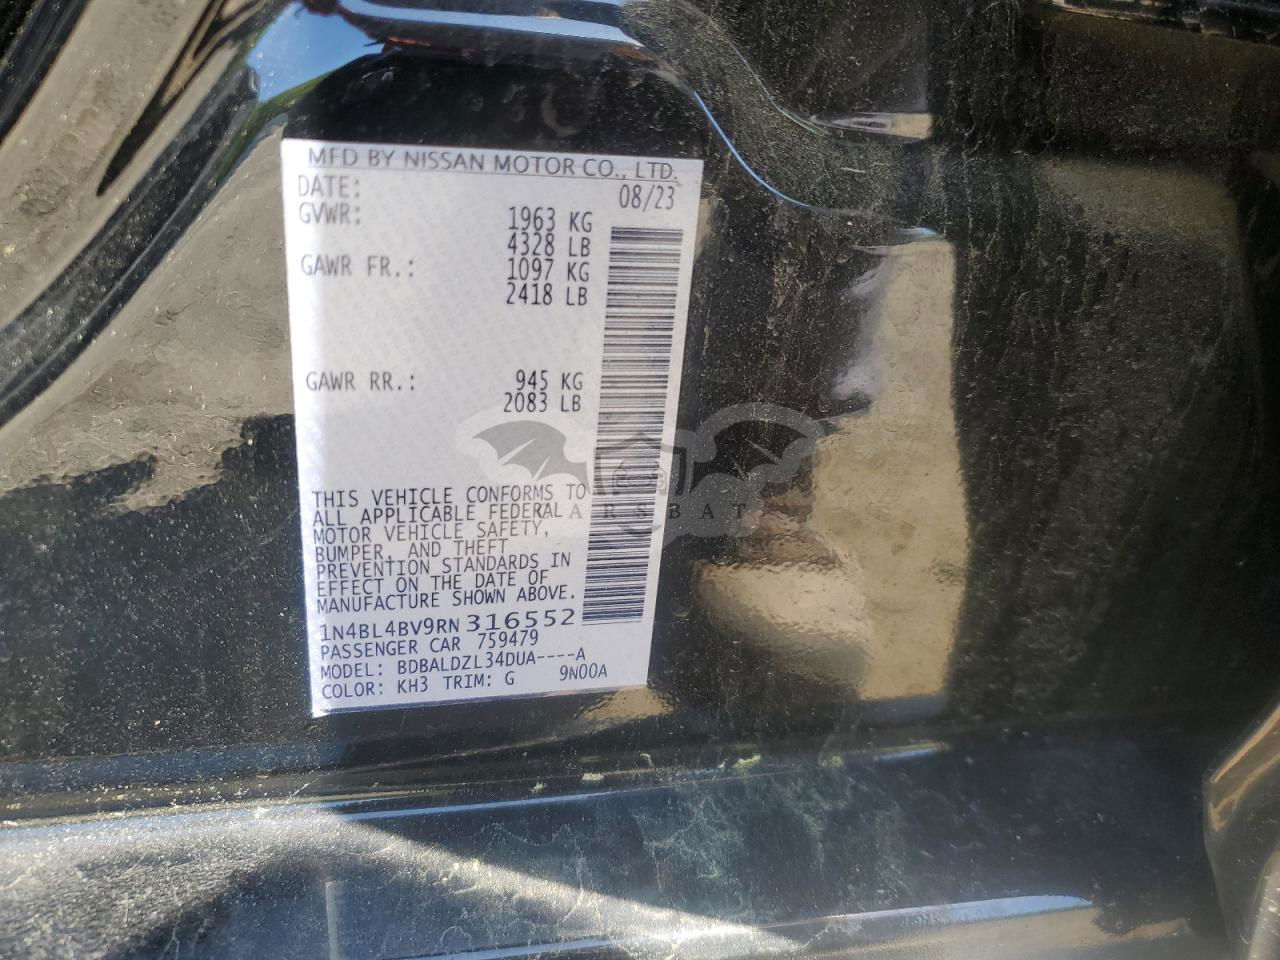 MFD BY NISSAN MOTOR CO., LTD.
DATE: 08/23
GVWR: 1963 KG
4328 LB
GAWR FR.: 1097 KG
2418 LB
GAWR RR.: 945 KG
2083 LB
THIS VEHICLE CONFORMS TO
ALL APPLICABLE FEDERAL
MOTOR VEHICLE SAFETY,
BUMPER, AND THEFT
PREVENTION STANDARDS IN
EFFECT ON THE DATE OF
MANUFACTURE SHOWN ABOVE.
1N4BL4BV9RN316552
PASSENGER CAR 759479
MODEL: BDBALDZL34DUA----A
COLOR: KH3 TRIM: G 9N00A
ARSBAT